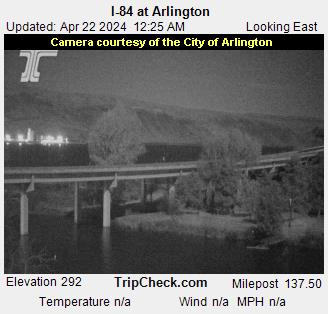 I-84 at Arlington
Updated: Apr 22 2024 12:25 AM Looking East
Camera courtesy of the City of Arlington
Elevation 292 TripCheck.com Milepost 137.50
Temperature n/a Wind n/a MPH n/a